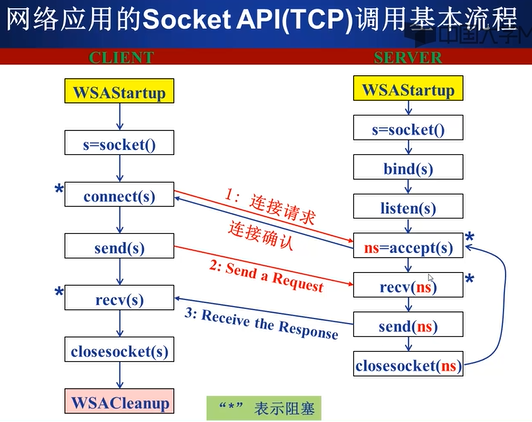 网络应用的Socket API(TCP)调用基本流程
CLIENT
SERVER
WSAStartup
WSAStartup
s=socket()
s=socket()
bind(s)
* connect(s)
1：连接请求
listen(s)
连接确认
ns=accept(s) *
send(s)
2: Send a Request
recv(ns) *
* recv(s)
3: Receive the Response
send(ns)
closesocket(s)
closesocket(ns)
WSACleanup
“*” 表示阻塞